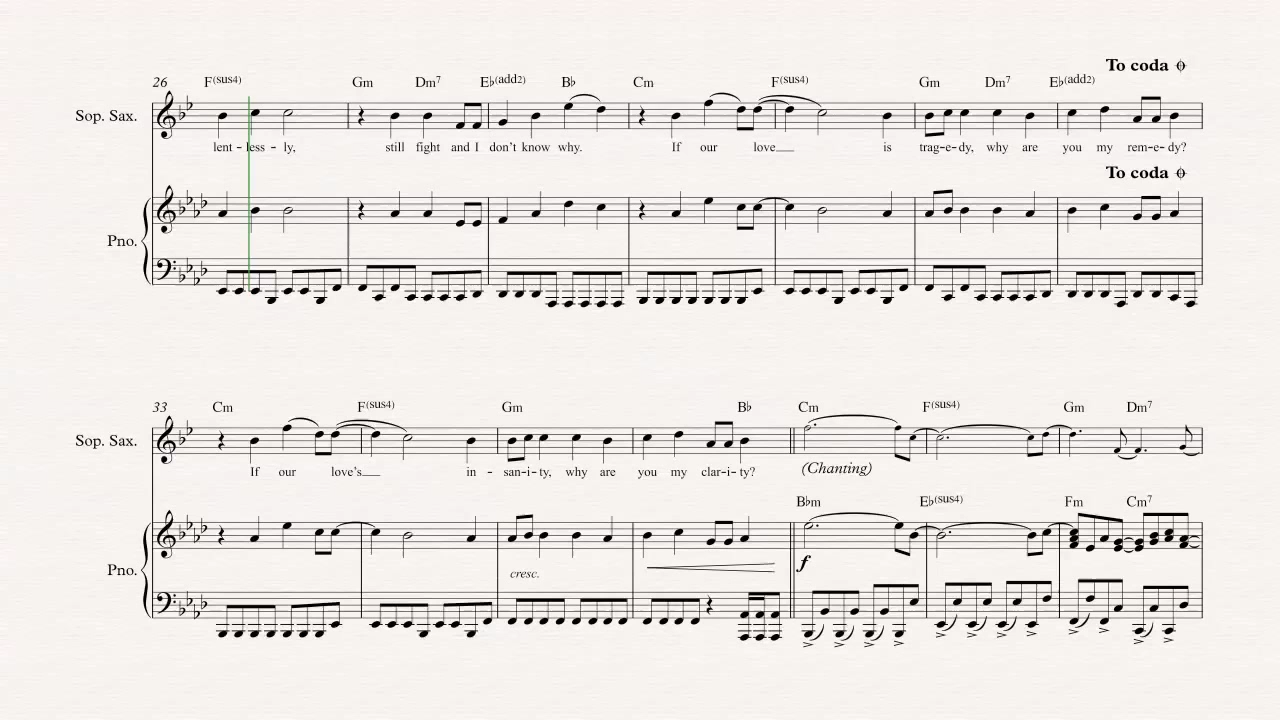 To coda
26 F(sus4) Gm Dm7 E♭(add2) B♭ Cm F(sus4) Gm Dm7 E♭(add2)
Sop. Sax.
lent - less - ly, still fight and I don't know why. If our love is trag-e-dy, why are you my rem-e-dy?
To coda
Pno.
33 Cm F(sus4) Gm B♭ Cm F(sus4) Gm Dm7
Sop. Sax.
If our love's in - san-i-ty, why are you my clar-i-ty? (Chanting)
B♭m E♭(sus4) Fm Cm7
Pno.
cresc. f